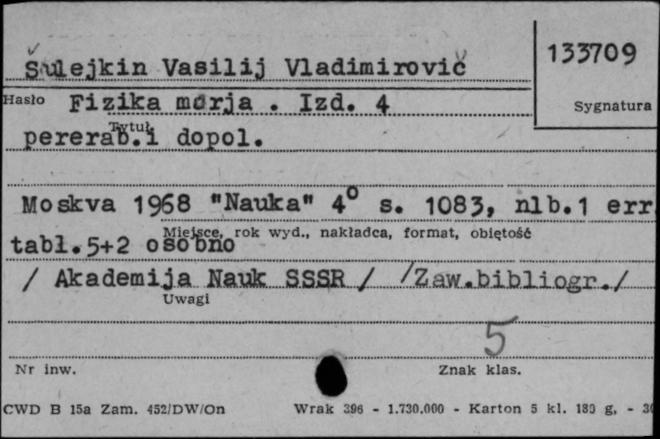 Šulejkin Vasilij Vladimirovič
133709
Hasło Fizika morja . Izd. 4
Sygnatura
Tytuł
pererab.i dopol.
Moskva 1968 "Nauka" 4⁰ s. 1083, nlb.1 err
Miejsce, rok wyd., nakładca, format, objętość
tabl.5+2 osobno
/ Akademija Nauk SSSR / /Zaw.bibliogr./
Uwagi
5
Nr inw.
Znak klas.
CWD B 15a Zam. 452/DW/On Wrak 396 - 1.730.000 - Karton 5 kl. 180 g. -